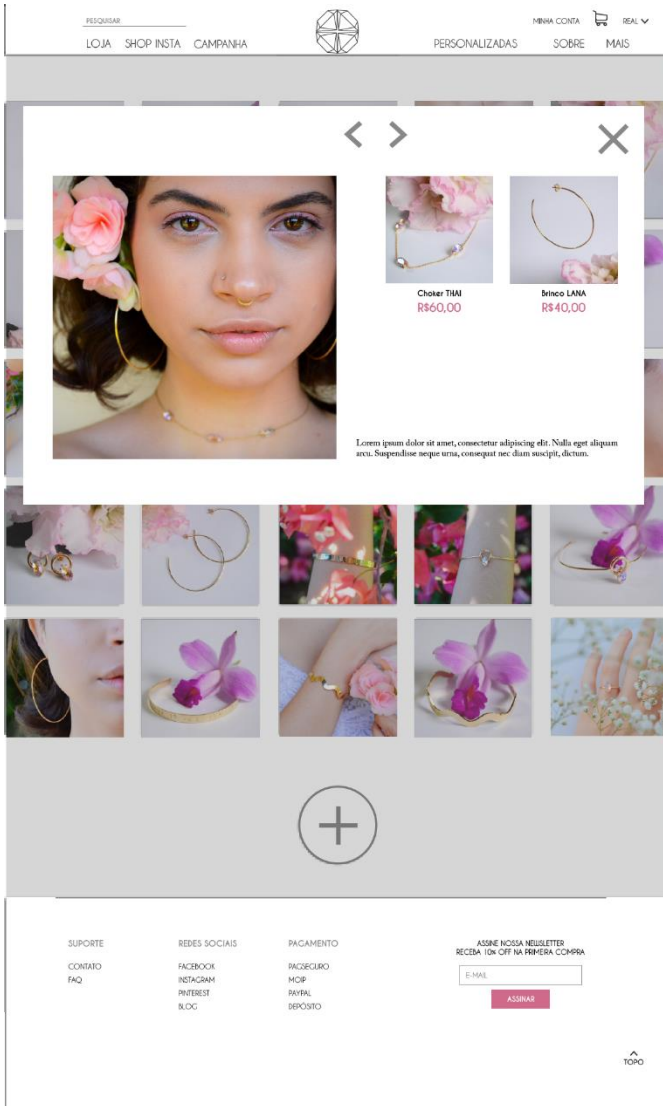 PESQUISAR
MINHA CONTA
REAL
LOJA SHOP INSTA CAMPANHA
PERSONALIZADAS SOBRE MAIS
Choker THAI
R$60,00
Brinco LANA
R$40,00
Lorem ipsum dolor sit amet, consectetur adipiscing elit. Nulla eget aliquam
arcu. Suspendisse neque urna, consequat nec diam suscipit, dictum.
SUPORTE
CONTATO
FAQ
REDES SOCIAIS
FACEBOOK
INSTAGRAM
PINTEREST
BLOG
PAGAMENTO
PAGSEGURO
MOIP
PAYPAL
DEPÓSITO
ASSINE NOSSA NEWSLETTER
RECEBA 10% OFF NA PRIMEIRA COMPRA
E-MAIL
ASSINAR
TOPO